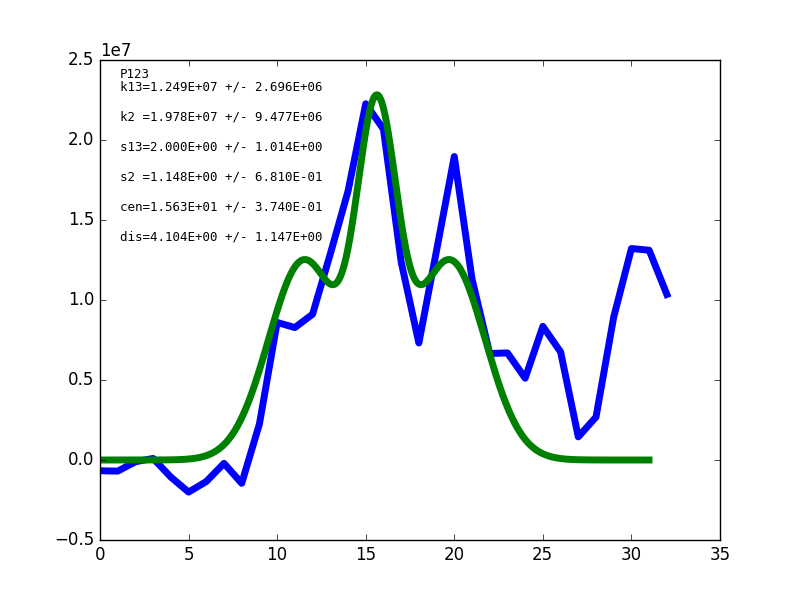 1e7
2.5
2.0
1.5
1.0
0.5
0.0
−0.5
P123
k13=1.249E+07 +/- 2.696E+06
k2 =1.978E+07 +/- 9.477E+06
s13=2.000E+00 +/- 1.014E+00
s2 =1.148E+00 +/- 6.810E-01
cen=1.563E+01 +/- 3.740E-01
dis=4.104E+00 +/- 1.147E+00
0 5 10 15 20 25 30 35